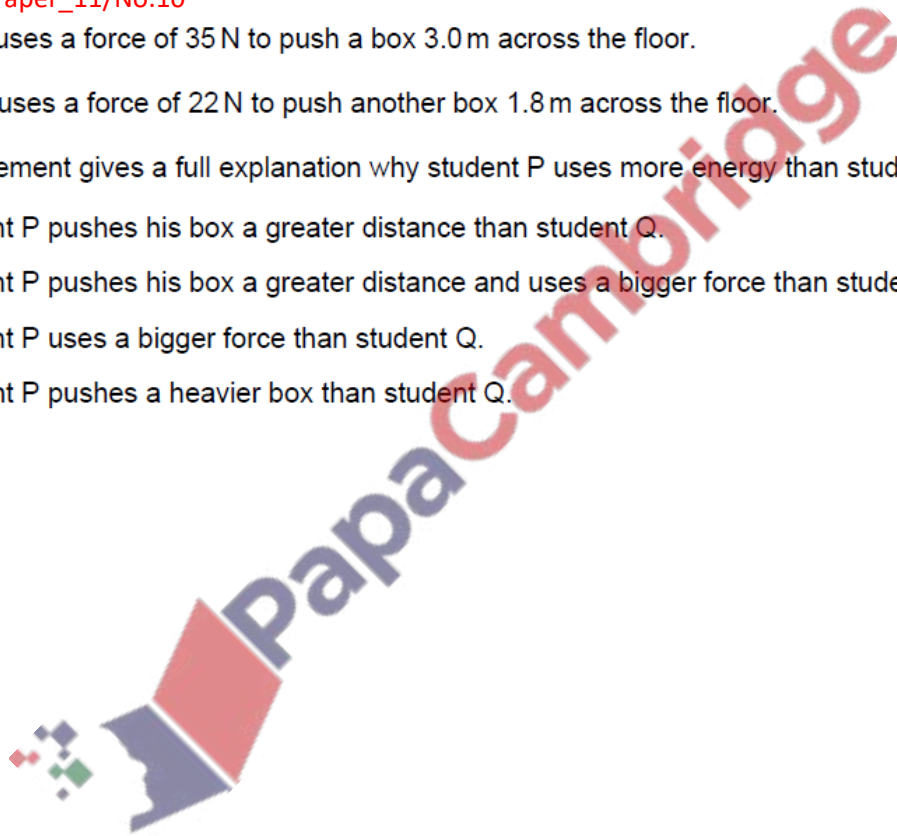 aper_11/No.10
uses a force of 35 N to push a box 3.0 m across the floor.
uses a force of 22 N to push another box 1.8 m across the floor.
ement gives a full explanation why student P uses more energy than stud
nt P pushes his box a greater distance than student Q.
nt P pushes his box a greater distance and uses a bigger force than stude
nt P uses a bigger force than student Q.
nt P pushes a heavier box than student Q.
PapaCambridge